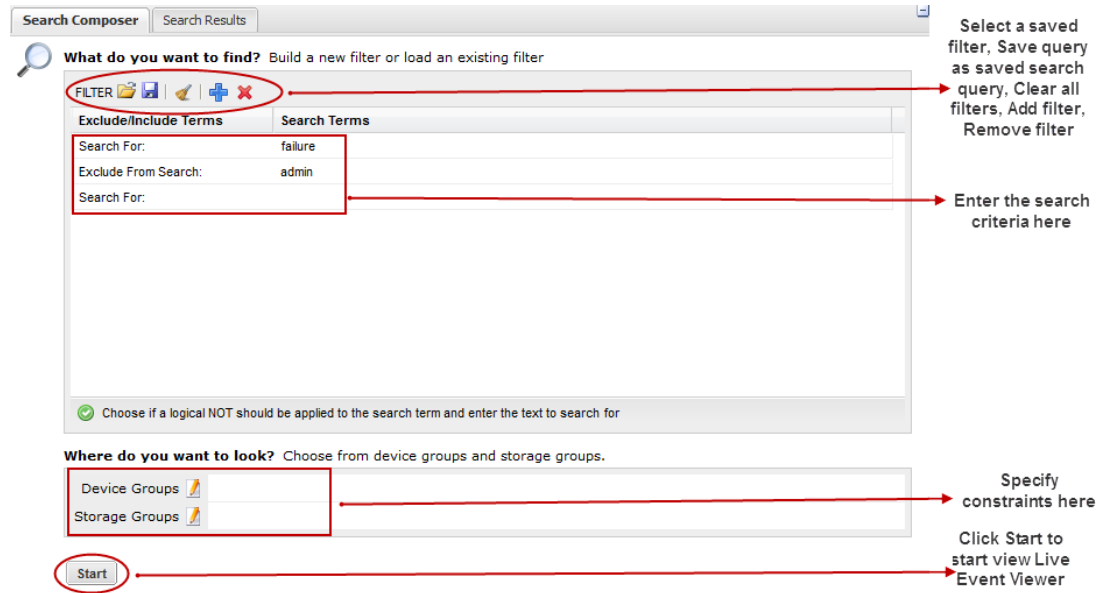 Search Composer
Search Results
What do you want to find? Build a new filter or load an existing filter
FILTER
Exclude/Include Terms Search Terms
Search For: failure
Exclude From Search: admin
Search For:
Choose if a logical NOT should be applied to the search term and enter the text to search for
Where do you want to look? Choose from device groups and storage groups.
Device Groups
Storage Groups
Start
Select a saved
filter, Save query
as saved search
query, Clear all
filters, Add filter,
Remove filter
Enter the search
criteria here
Specify
constraints here
Click Start to
start view Live
Event Viewer